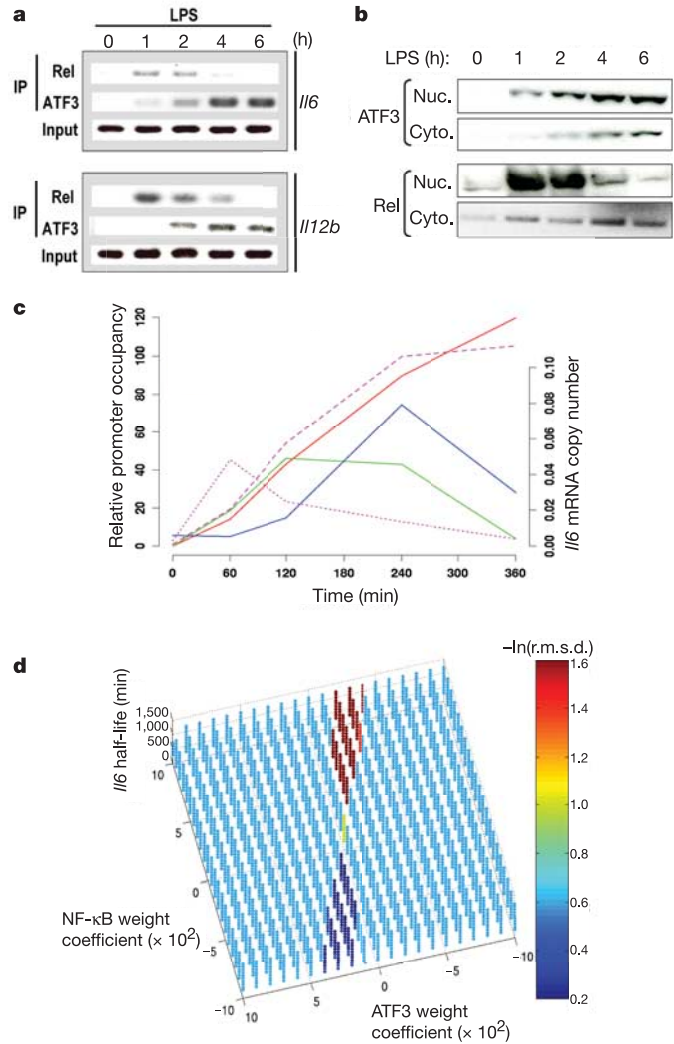 a
LPS
0 1 2 4 6 (h)
IP
Rel
ATF3
Input
Il6
IP
Rel
ATF3
Input
Il12b
b
LPS (h): 0 1 2 4 6
ATF3
Nuc.
Cyto.
Rel
Nuc.
Cyto.
c
Relative promoter occupancy
120
100
80
60
40
20
0
0.10
0.08
0.06
0.04
0.02
0.00
Il6 mRNA copy number
0 60 120 180 240 300 360
Time (min)
d
Il6 half-life (min)
1,500
1,000
500
0
10
5
0
−5
−10
NF-κB weight
coefficient (× 10²)
10
5
0
−5
−10
ATF3 weight
coefficient (× 10²)
−ln(r.m.s.d.)
1.6
1.4
1.2
1.0
0.8
0.6
0.4
0.2